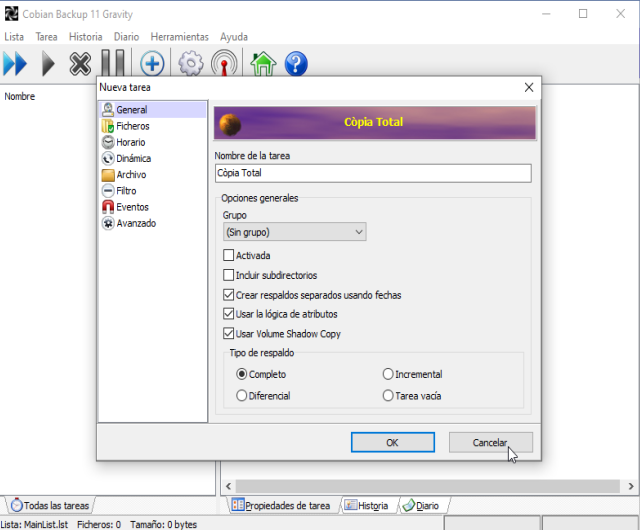 Cobian Backup 11 Gravity
Lista Tarea Historia Diario Herramientas Ayuda
Nombre
Nueva tarea
General
Ficheros
Horario
Dinámica
Archivo
Filtro
Eventos
Avanzado
Còpia Total
Nombre de la tarea
Còpia Total
Opciones generales
Grupo
(Sin grupo)
Activada
Incluir subdirectorios
Crear respaldos separados usando fechas
Usar la lógica de atributos
Usar Volume Shadow Copy
Tipo de respaldo
Completo Incremental
Diferencial Tarea vacía
OK Cancelar
Todas las tareas Propiedades de tarea Historia Diario
Lista: MainList.lst Ficheros: 0 Tamaño: 0 bytes